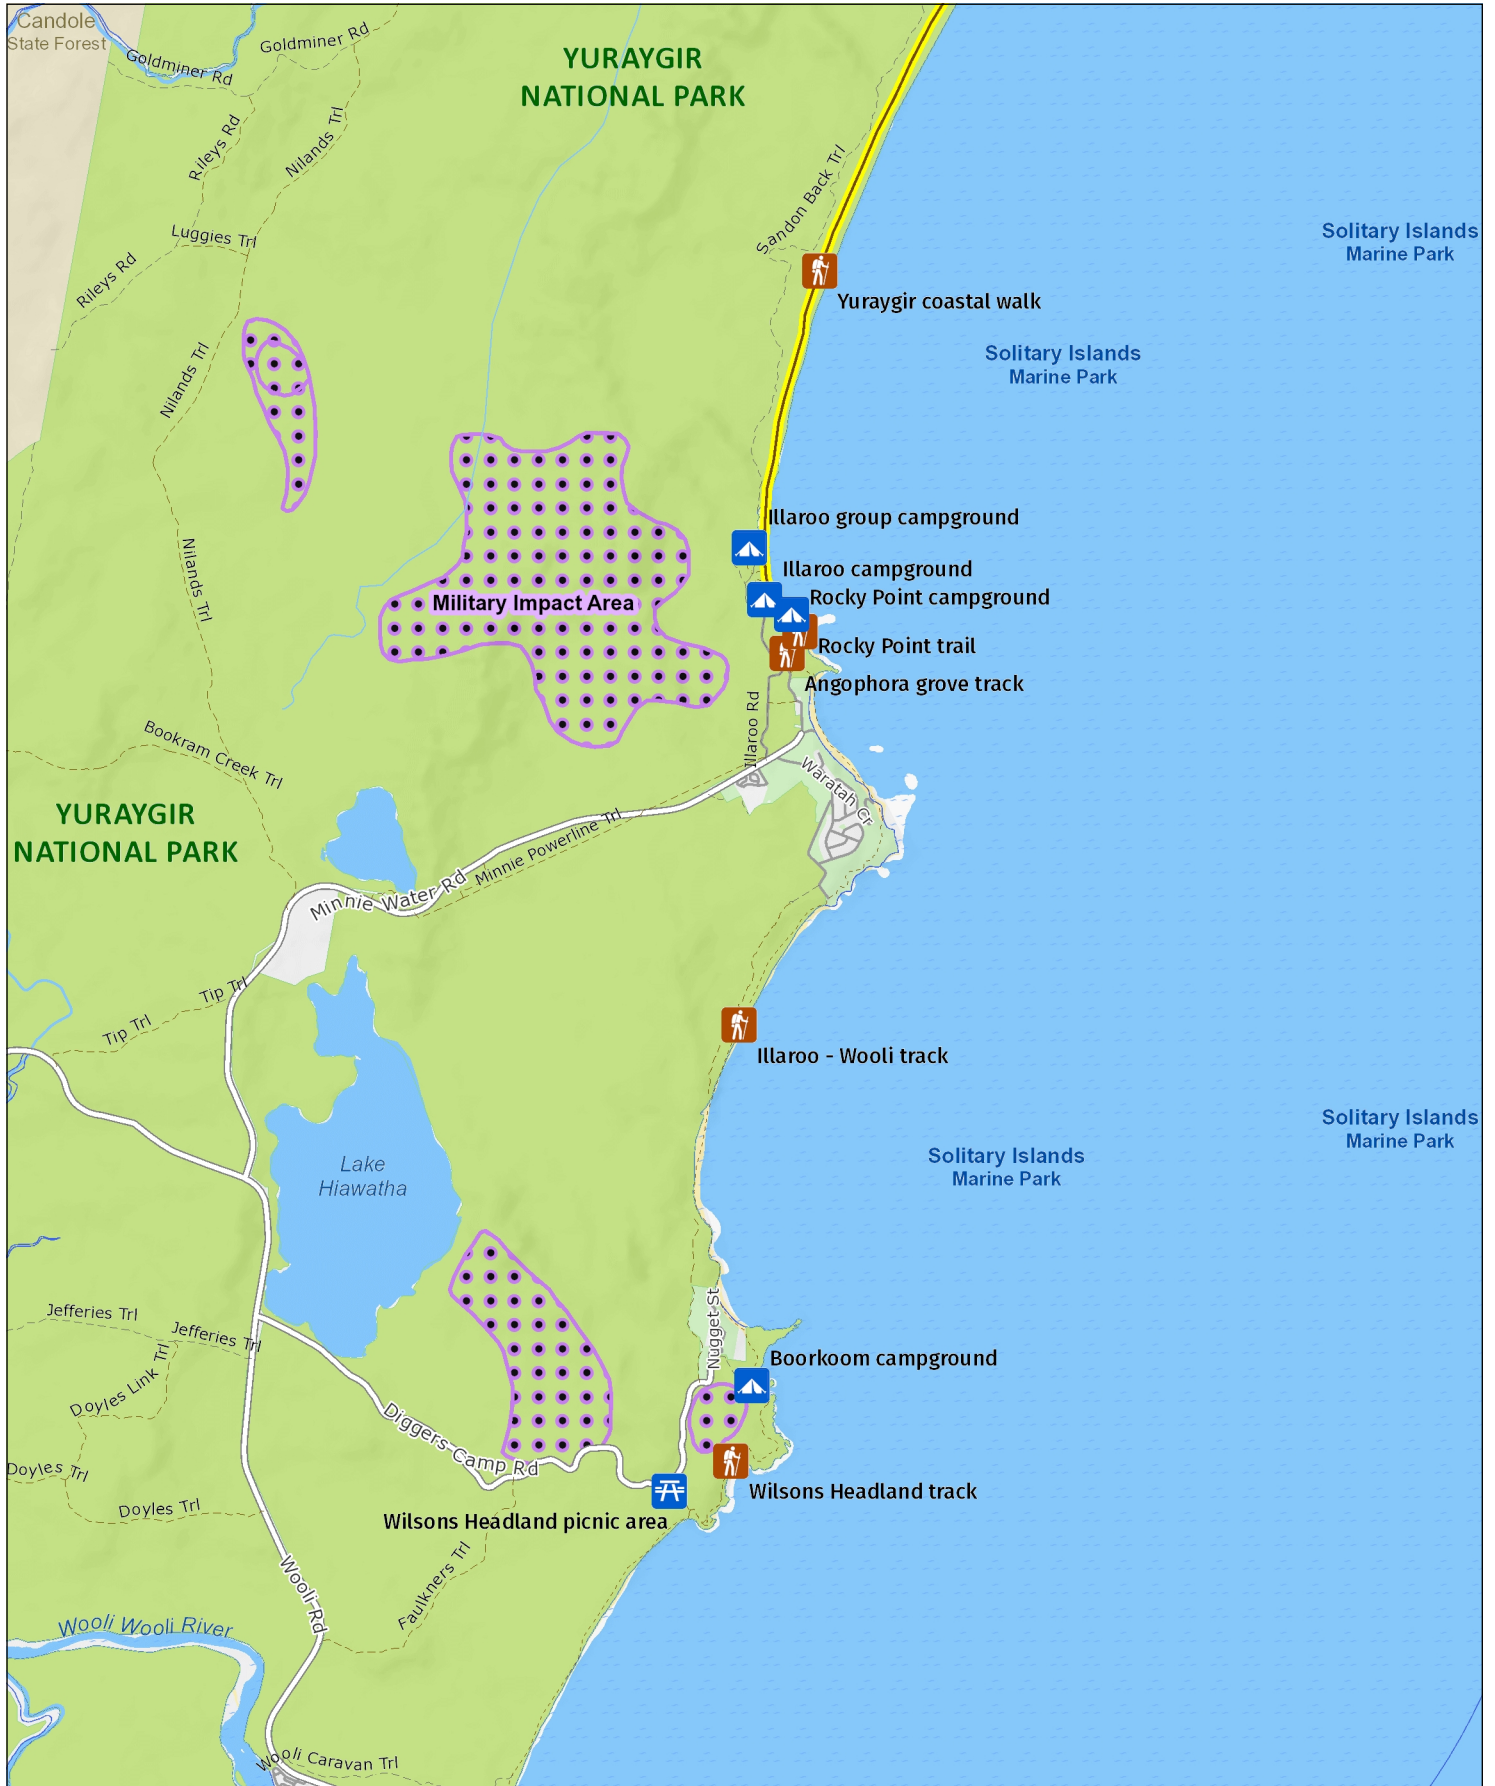 Candole
State Forest
Goldminer Rd
Goldminer Rd
YURAYGIR
NATIONAL PARK
Rileys Rd
Nilands Trl
Sandon Back Trl
Luggies Trl
Rileys Rd
Solitary Islands
Marine Park
Yuraygir coastal walk
Nilands Trl
Solitary Islands
Marine Park
Illaroo group campground
Nilands Trl
Illaroo campground
Rocky Point campground
Military Impact Area
Rocky Point trail
Angophora grove track
Illaroo Rd
Bookram Creek Trl
Waratah Cr
YURAYGIR
NATIONAL PARK
Minnie Powerline Trl
Minnie Water Rd
Tip Trl
Tip Trl
Illaroo - Wooli track
Solitary Islands
Marine Park
Solitary Islands
Marine Park
Lake
Hiawatha
Jefferies Trl
Jefferies Trl
Nugget St
Boorkoom campground
Doyles Link Trl
Diggers Camp Rd
Doyles Trl
Wilsons Headland track
Doyles Trl
Wilsons Headland picnic area
Faulkners Trl
Wooli Rd
Wooli Wooli River
Wooli Caravan Trl